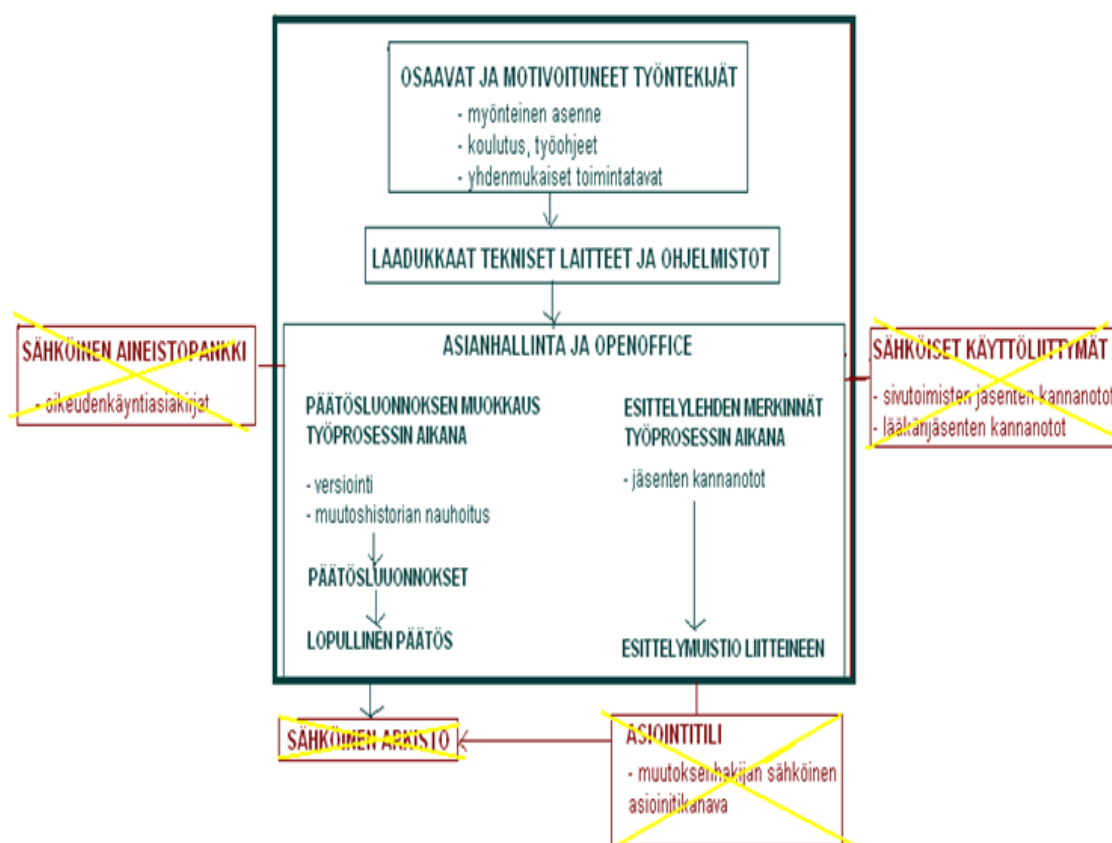 OSAAVAT JA MOTIVOITUNEET TYÖNTEKIJÄT
- myönteinen asenne
- koulutus, työohjeet
- yhdenmukaiset toimintatavat
LAADUKKAAT TEKNISET LAITTEET JA OHJELMISTOT
SÄHKÖINEN AINEISTOPANKKI
- oikeudenkäyntiasiakirjat
ASIANHALLINTA JA OPENOFFICE
PÄÄTÖSLUONNOKSEN MUOKKAUS
TYÖPROSESSIN AIKANA
- versiointi
- muutoshistorian nauhoitus
PÄÄTÖSLUUONNOKSET
LOPULLINEN PÄÄTÖS
ESITTELYLEHDEN MERKINNÄT
TYÖPROSESSIN AIKANA
- jäsenten kannanotot
ESITTELYMUISTIO LIITTEINEEN
SÄHKÖISET KÄYTTÖLIITTYMÄT
- sivutoimisten jäsenten kannanotot
- lääkärijäsenten kannanotot
SÄHKÖINEN ARKISTO
ASIOINTITILI
- muutoksenhakijan sähköinen
asioinitikanava